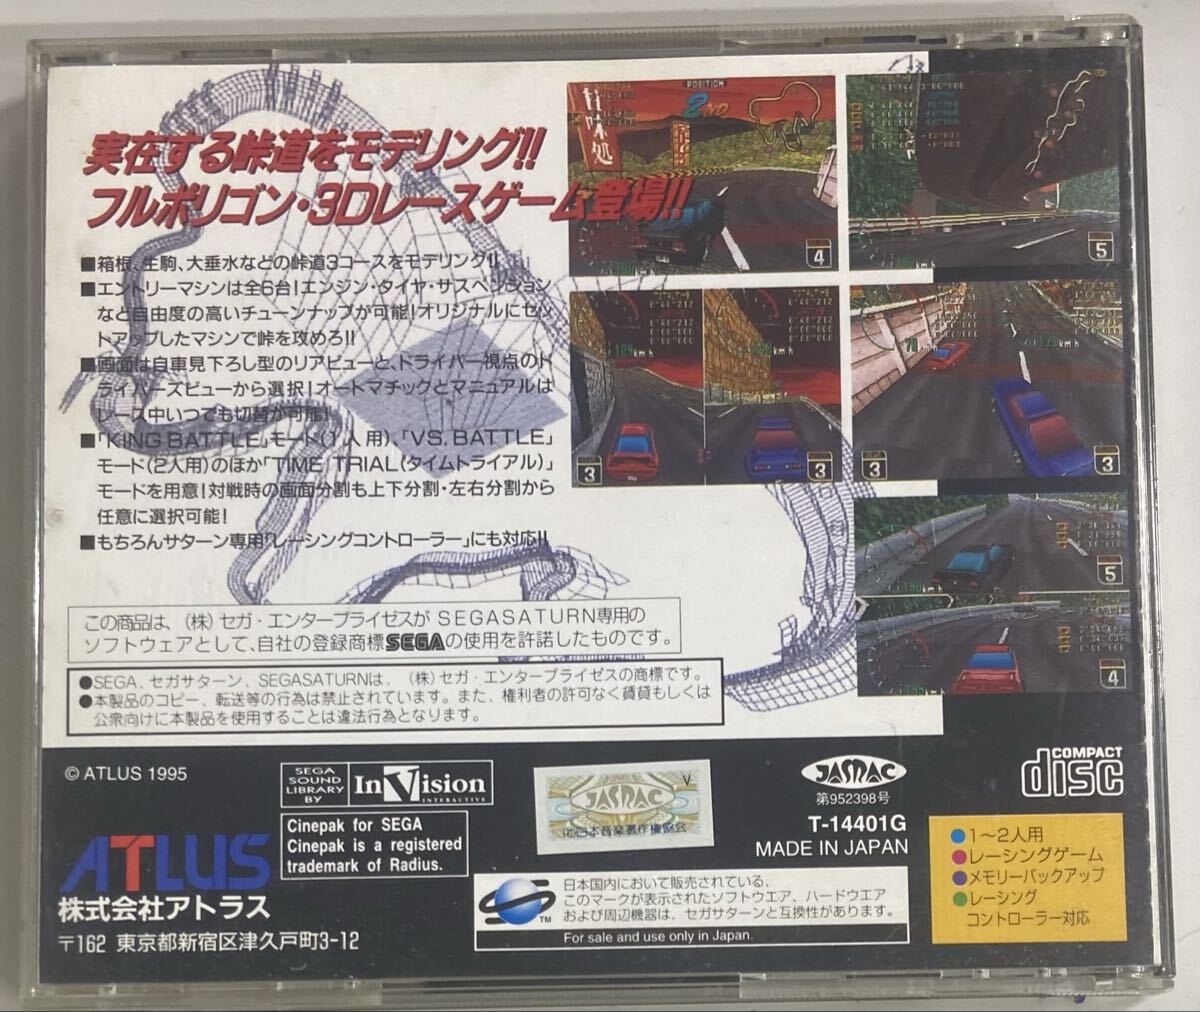 実在する峠道をモデリング!!
フルポリゴン・3Dレースゲーム登場!!
■箱根、生駒、大垂水などの峠道3コースをモデリング!!
■エントリーマシンは全6台!エンジン・タイヤ・サスペンション
など自由度の高いチューンナップが可能!オリジナルにセッ
トアップしたマシンで峠を攻めろ!!
■画面は自車見下ろし型のリアビューと、ドライバー視点のド
ライバーズビューから選択!オートマチックとマニュアルは
レース中いつでも切替が可能!
■「KING BATTLE」モード(1人用)、「VS. BATTLE」
モード(2人用)のほか「TIME TRIAL(タイムトライアル)」
モードを用意!対戦時の画面分割も上下分割・左右分割から
任意に選択可能!
■もちろんサターン専用「レーシングコントローラー」にも対応!!
POSITION
2ND
4
5
3
3
3
3
5
4
この商品は、(株)セガ・エンタープライゼスがSEGASATURN専用の
ソフトウェアとして、自社の登録商標SEGAの使用を許諾したものです。
●SEGA、セガサターン、SEGASATURNは、(株)セガ・エンタープライゼスの商標です。
●本製品のコピー、転送等の行為は禁止されています。また、権利者の許可なく賃貸もしくは
公衆向けに本製品を使用することは違法行為となります。
© ATLUS 1995
SEGA
SOUND
LIBRARY
BY
InVision
INTERACTIVE
Cinepak for SEGA
Cinepak is a registered
trademark of Radius.
ATLUS
株式会社アトラス
〒162 東京都新宿区津久戸町3-12
V
JASRAC
(社)日本音楽著作権協会
JASRAC
第952398号
T-14401G
MADE IN JAPAN
日本国内において販売されている、
このマークが表示されたソフトウエア、ハードウエア
および周辺機器は、セガサターンと互換性があります。
For sale and use only in Japan.
TM
COMPACT
disc
●1～2人用
●レーシングゲーム
●メモリーバックアップ
●レーシング
コントローラー対応